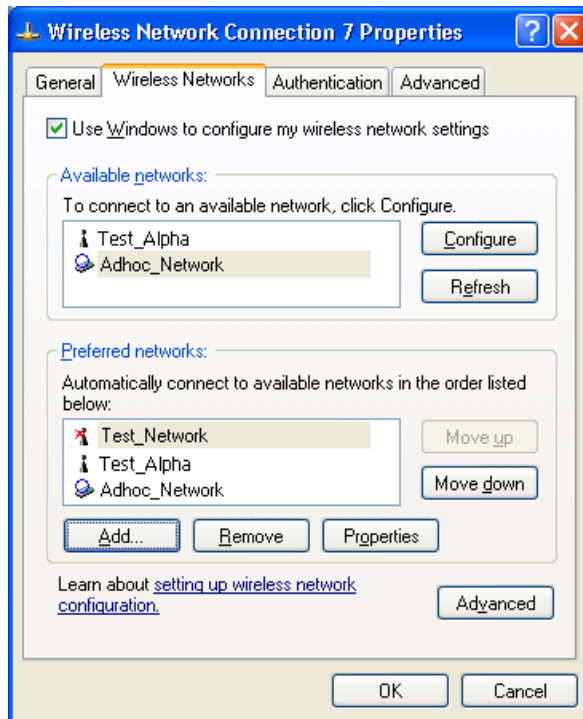 Wireless Network Connection 7 Properties
General Wireless Networks Authentication Advanced
Use Windows to configure my wireless network settings
Available networks:
To connect to an available network, click Configure.
Test_Alpha
Adhoc_Network
Configure
Refresh
Preferred networks:
Automatically connect to available networks in the order listed
below:
Test_Network
Test_Alpha
Adhoc_Network
Move up
Move down
Add... Remove Properties
Learn about setting up wireless network
configuration.
Advanced
OK Cancel